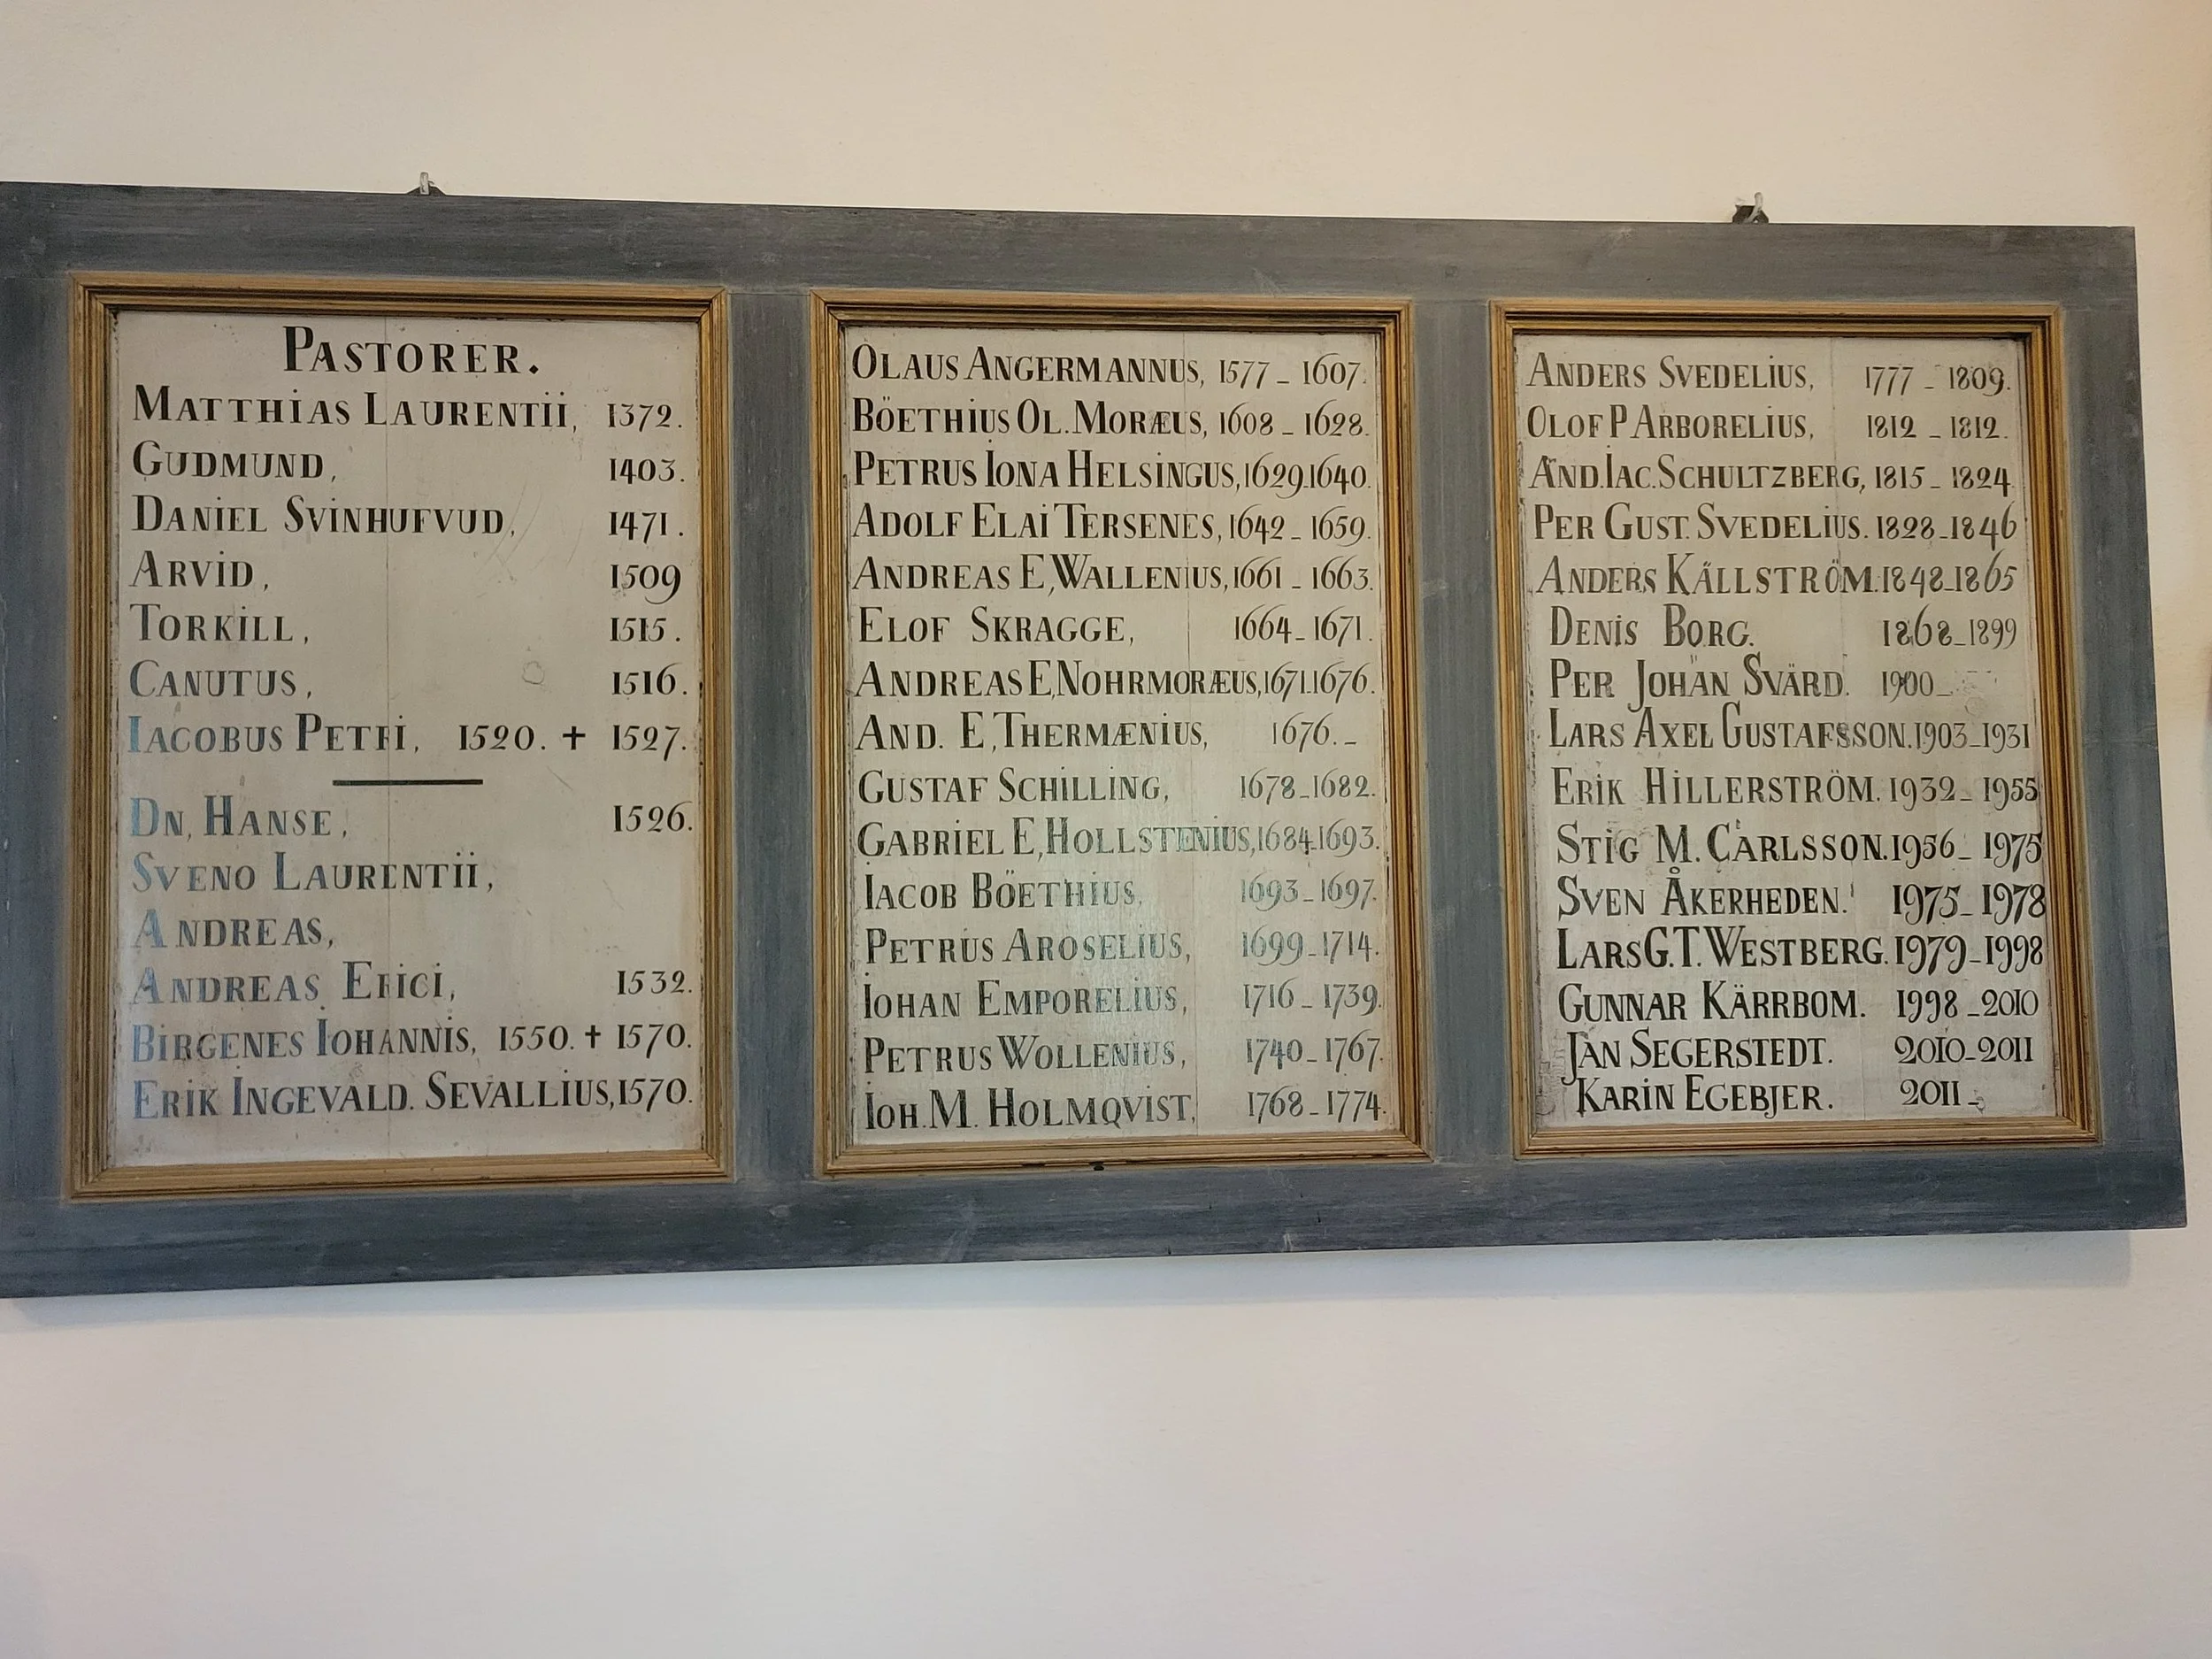 PASTORER.
MATTHIAS LAURENTII, 1372.
GUDMUND, 1403.
DANIEL SVINHUFVUD, 1471.
ARVID, 1509
TORKILL, 1515.
CANUTUS, 1516.
IACOBUS PETRI, 1520. † 1527.
DN, HANSE, 1526.
SVENO LAURENTII,
ANDREAS,
ANDREAS ERICI, 1532.
BIRGENES IOHANNIS, 1550. † 1570.
ERIK INGEVALD. SEVALLIUS, 1570.
OLAUS ANGERMANNUS, 1577 - 1607.
BÖETHIUS OL. MORÆUS, 1608 - 1628.
PETRUS IONA HELSINGUS, 1629.1640.
ADOLF ELAI TERSENES, 1642 - 1659.
ANDREAS E, WALLENIUS, 1661 - 1663.
ELOF SKRAGGE, 1664 - 1671.
ANDREAS E, NOHRMORÆUS, 1671.1676.
AND. E, THERMÆNIUS, 1676. -
GUSTAF SCHILLING, 1678 - 1682.
GABRIEL E, HOLLSTENIUS, 1684.1693.
IACOB BÖETHIUS, 1693 - 1697.
PETRUS AROSELIUS, 1699 - 1714.
IOHAN EMPORELIUS, 1716 - 1739.
PETRUS WOLLENIUS, 1740 - 1767.
IOH. M. HOLMQVIST, 1768 - 1774.
ANDERS SVEDELIUS, 1777 - 1809.
OLOF P ARBORELIUS, 1812 - 1812.
AND. IAC. SCHULTZBERG, 1815 - 1824.
PER GUST. SVEDELIUS. 1828 - 1846
ANDERS KÄLLSTRÖM. 1848 - 1865
DENIS BORG. 1868 - 1899
PER JOHAN SVÄRD. 1900 -
LARS AXEL GUSTAFSSON. 1903 - 1931
ERIK HILLERSTRÖM. 1932 - 1955
STIG M. CARLSSON. 1956 - 1975
SVEN ÅKERHEDEN. 1975 - 1978
LARS G.T. WESTBERG. 1979 - 1998
GUNNAR KÄRRBOM. 1998 - 2010
JAN SEGERSTEDT. 2010 - 2011
KARIN EGEBJER. 2011 -